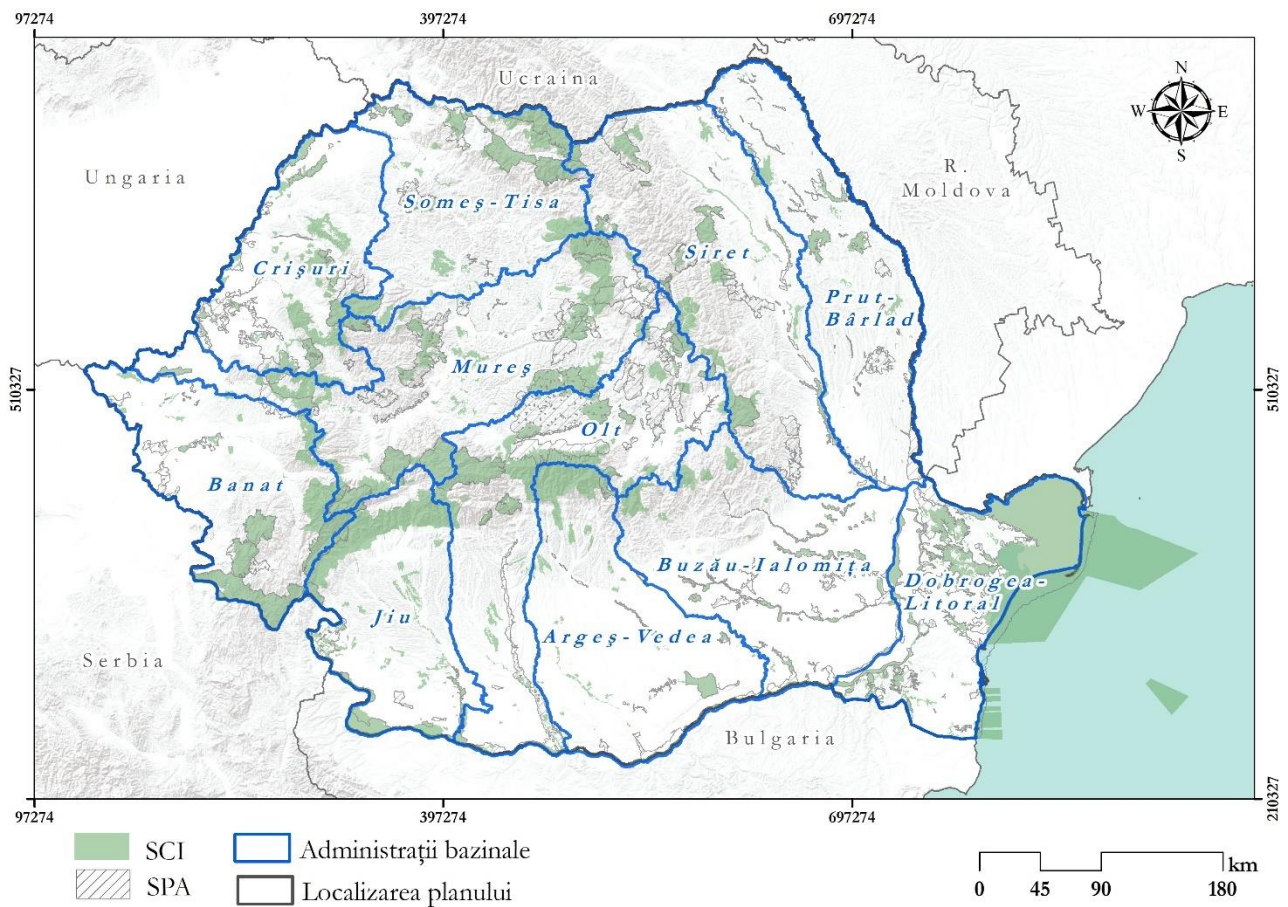 97274 397274 697274
Ucraina
N
W E
S
Ungaria
R.
Moldova
Someş-Tisa
Siret
Crişuri
Prut-
Bârlad
Mureş
510327 510327
Olt
Banat
Buzău-Ialomiţa
Dobrogea-
Litoral
Jiu
Argeş-Vedea
Serbia
Bulgaria
210327
97274 397274 697274
SCI Administraţii bazinale
SPA Localizarea planului
km
0 45 90 180